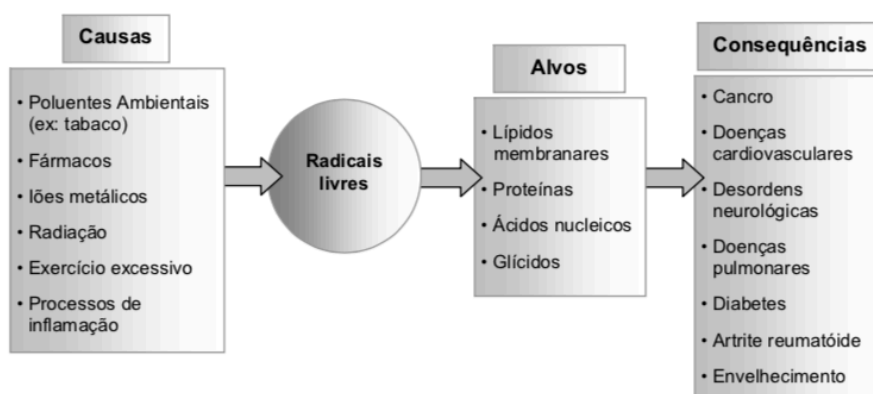 Causas
• Poluentes Ambientais
(ex: tabaco)
• Fármacos
• Iões metálicos
• Radiação
• Exercício excessivo
• Processos de
inflamação
Radicais
livres
Alvos
• Lípidos
membranares
• Proteínas
• Ácidos nucleicos
• Glícidos
Consequências
• Cancro
• Doenças
cardiovasculares
• Desordens
neurológicas
• Doenças
pulmonares
• Diabetes
• Artrite reumatóide
• Envelhecimento